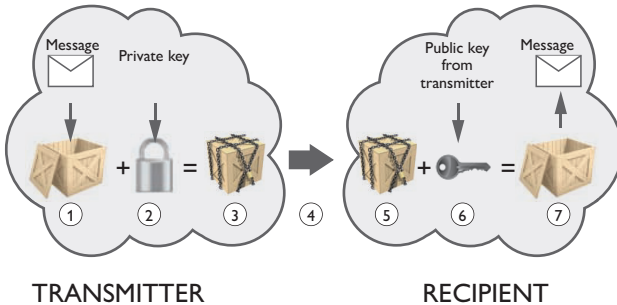 Message
Private key
+
=
1
2
3
4
Public key
from
transmitter
Message
+
=
5
6
7
TRANSMITTER
RECIPIENT